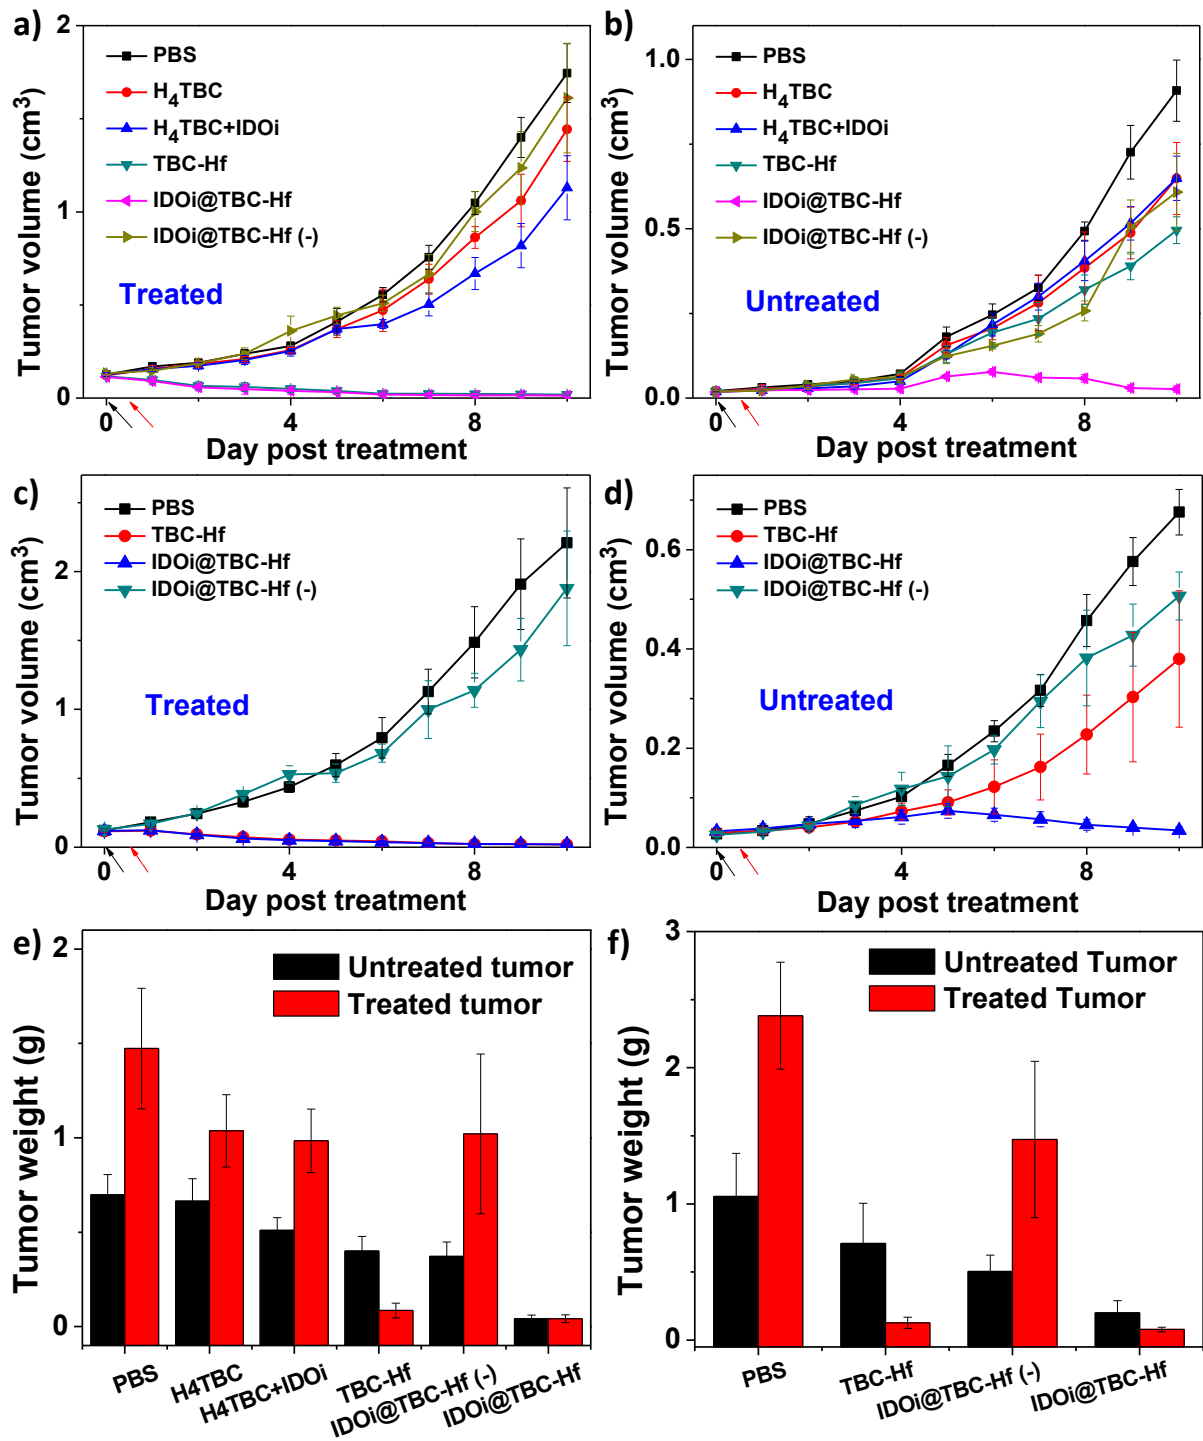 a)
2
1
0
Tumor volume (cm³)
PBS
H₄TBC
H₄TBC+IDOi
TBC-Hf
IDOi@TBC-Hf
IDOi@TBC-Hf (-)
Treated
0 4 8
Day post treatment
b)
1.0
0.5
0.0
Tumor volume (cm³)
PBS
H₄TBC
H₄TBC+IDOi
TBC-Hf
IDOi@TBC-Hf
IDOi@TBC-Hf (-)
Untreated
0 4 8
Day post treatment
c)
2
1
0
Tumor volume (cm³)
PBS
TBC-Hf
IDOi@TBC-Hf
IDOi@TBC-Hf (-)
Treated
0 4 8
Day post treatment
d)
0.6
0.4
0.2
0.0
Tumor volume (cm³)
PBS
TBC-Hf
IDOi@TBC-Hf
IDOi@TBC-Hf (-)
Untreated
0 4 8
Day post treatment
e)
2
1
0
Tumor weight (g)
Untreated tumor
Treated tumor
PBS
H4TBC
H4TBC+IDOi
TBC-Hf
IDOi@TBC-Hf (-)
IDOi@TBC-Hf
f)
3
2
1
0
Tumor weight (g)
Untreated Tumor
Treated Tumor
PBS
TBC-Hf
IDOi@TBC-Hf (-)
IDOi@TBC-Hf